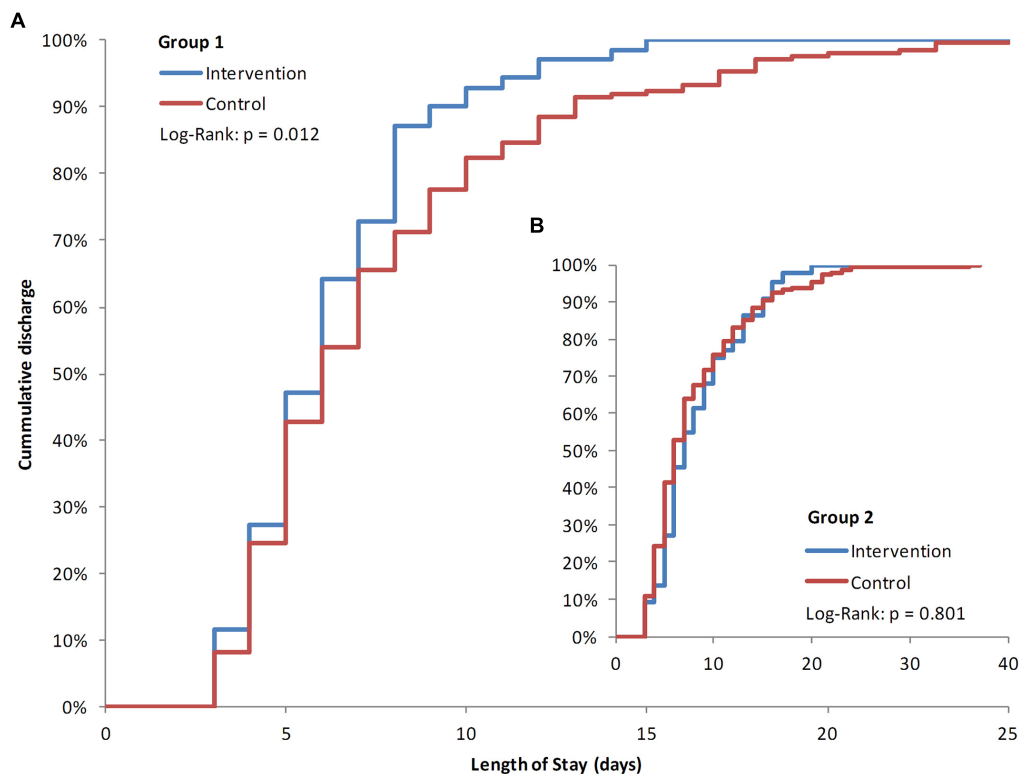 A
Group 1
Intervention
Control
Log-Rank: p = 0.012
100%
90%
80%
70%
60%
50%
40%
30%
20%
10%
0%
0 5 10 15 20 25
Cummulative discharge
Length of Stay (days)
B
100%
90%
80%
70%
60%
50%
40%
30%
20%
10%
0%
0 10 20 30 40
Group 2
Intervention
Control
Log-Rank: p = 0.801